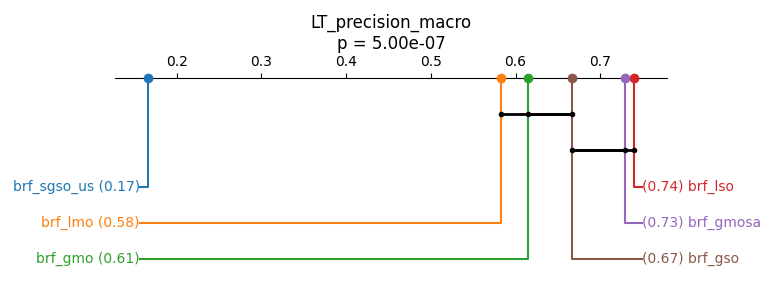 LT_precision_macro
p = 5.00e-07
0.2 0.3 0.4 0.5 0.6 0.7
brf_sgso_us (0.17) (0.74) brf_lso
brf_lmo (0.58) (0.73) brf_gmosa
brf_gmo (0.61) (0.67) brf_gso